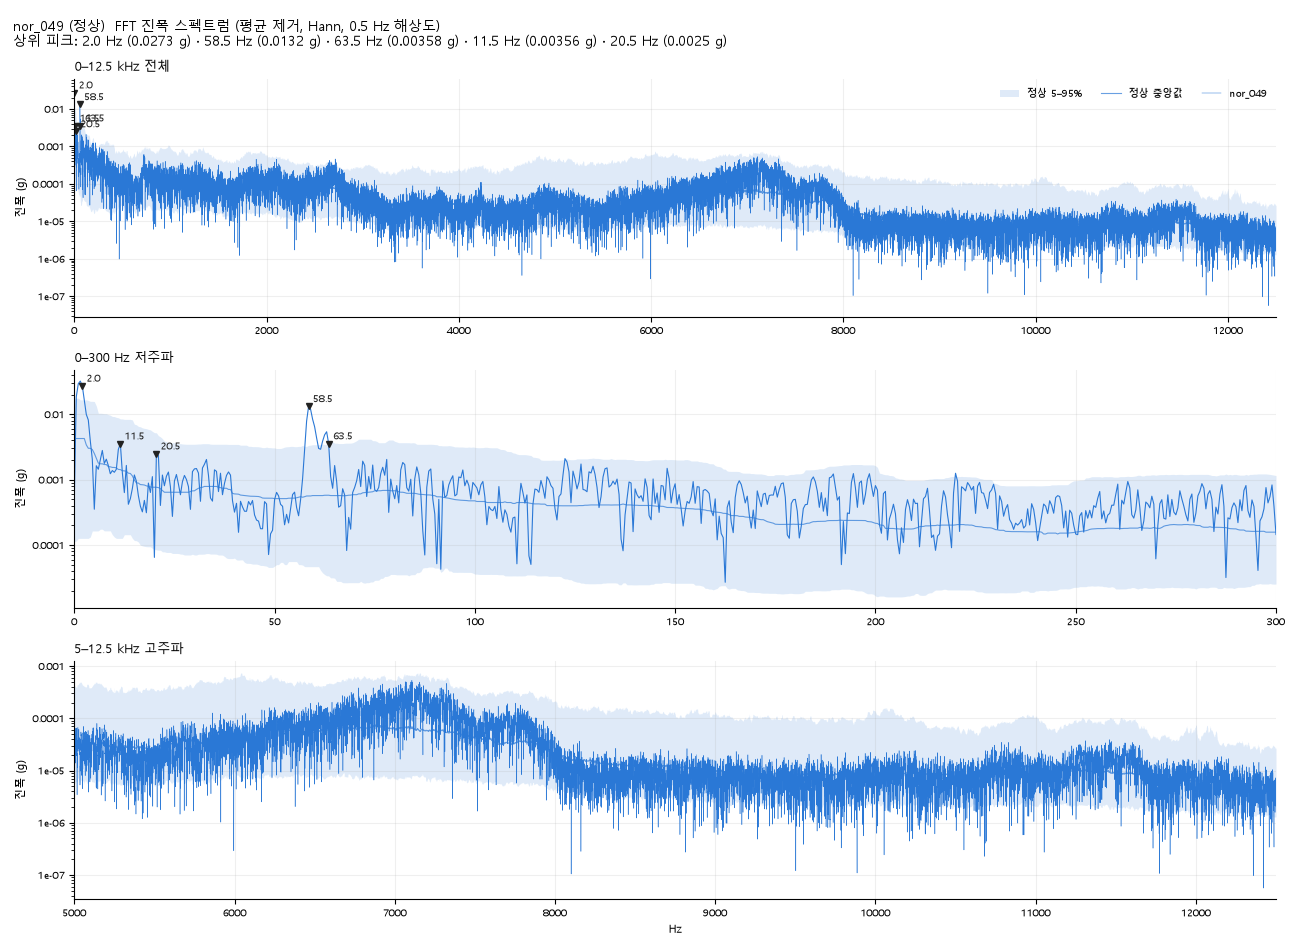 nor_049 (정상)  FFT 진폭 스펙트럼 (평균 제거, Hann, 0.5 Hz 해상도)
상위 피크: 2.0 Hz (0.0273 g) · 58.5 Hz (0.0132 g) · 63.5 Hz (0.00358 g) · 11.5 Hz (0.00356 g) · 20.5 Hz (0.0025 g)
0–12.5 kHz 전체
2.0
58.5
20.5
정상 5–95%
정상 중앙값
nor_049
0.01
0.001
0.0001
1e-05
1e-06
1e-07
진폭 (g)
0 2000 4000 6000 8000 10000 12000
0–300 Hz 저주파
2.0
58.5
63.5
11.5
20.5
0.01
0.001
0.0001
진폭 (g)
0 50 100 150 200 250 300
5–12.5 kHz 고주파
0.001
0.0001
1e-05
1e-06
1e-07
진폭 (g)
5000 6000 7000 8000 9000 10000 11000 12000
Hz